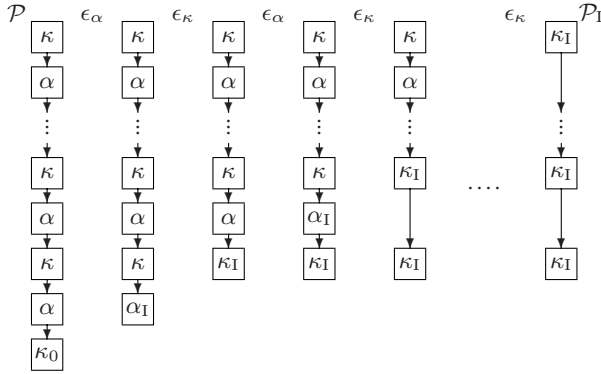 𝒫 ϵ_α ϵ_κ ϵ_α ϵ_κ ϵ_κ 𝒫_I
κ κ κ κ κ κ_I
α α α α α
⋮ ⋮ ⋮ ⋮ ⋮ ⋮
κ κ κ κ κ_I .... κ_I
α α α α_I
κ κ κ_I κ_I κ_I κ_I
α α_I
κ_0